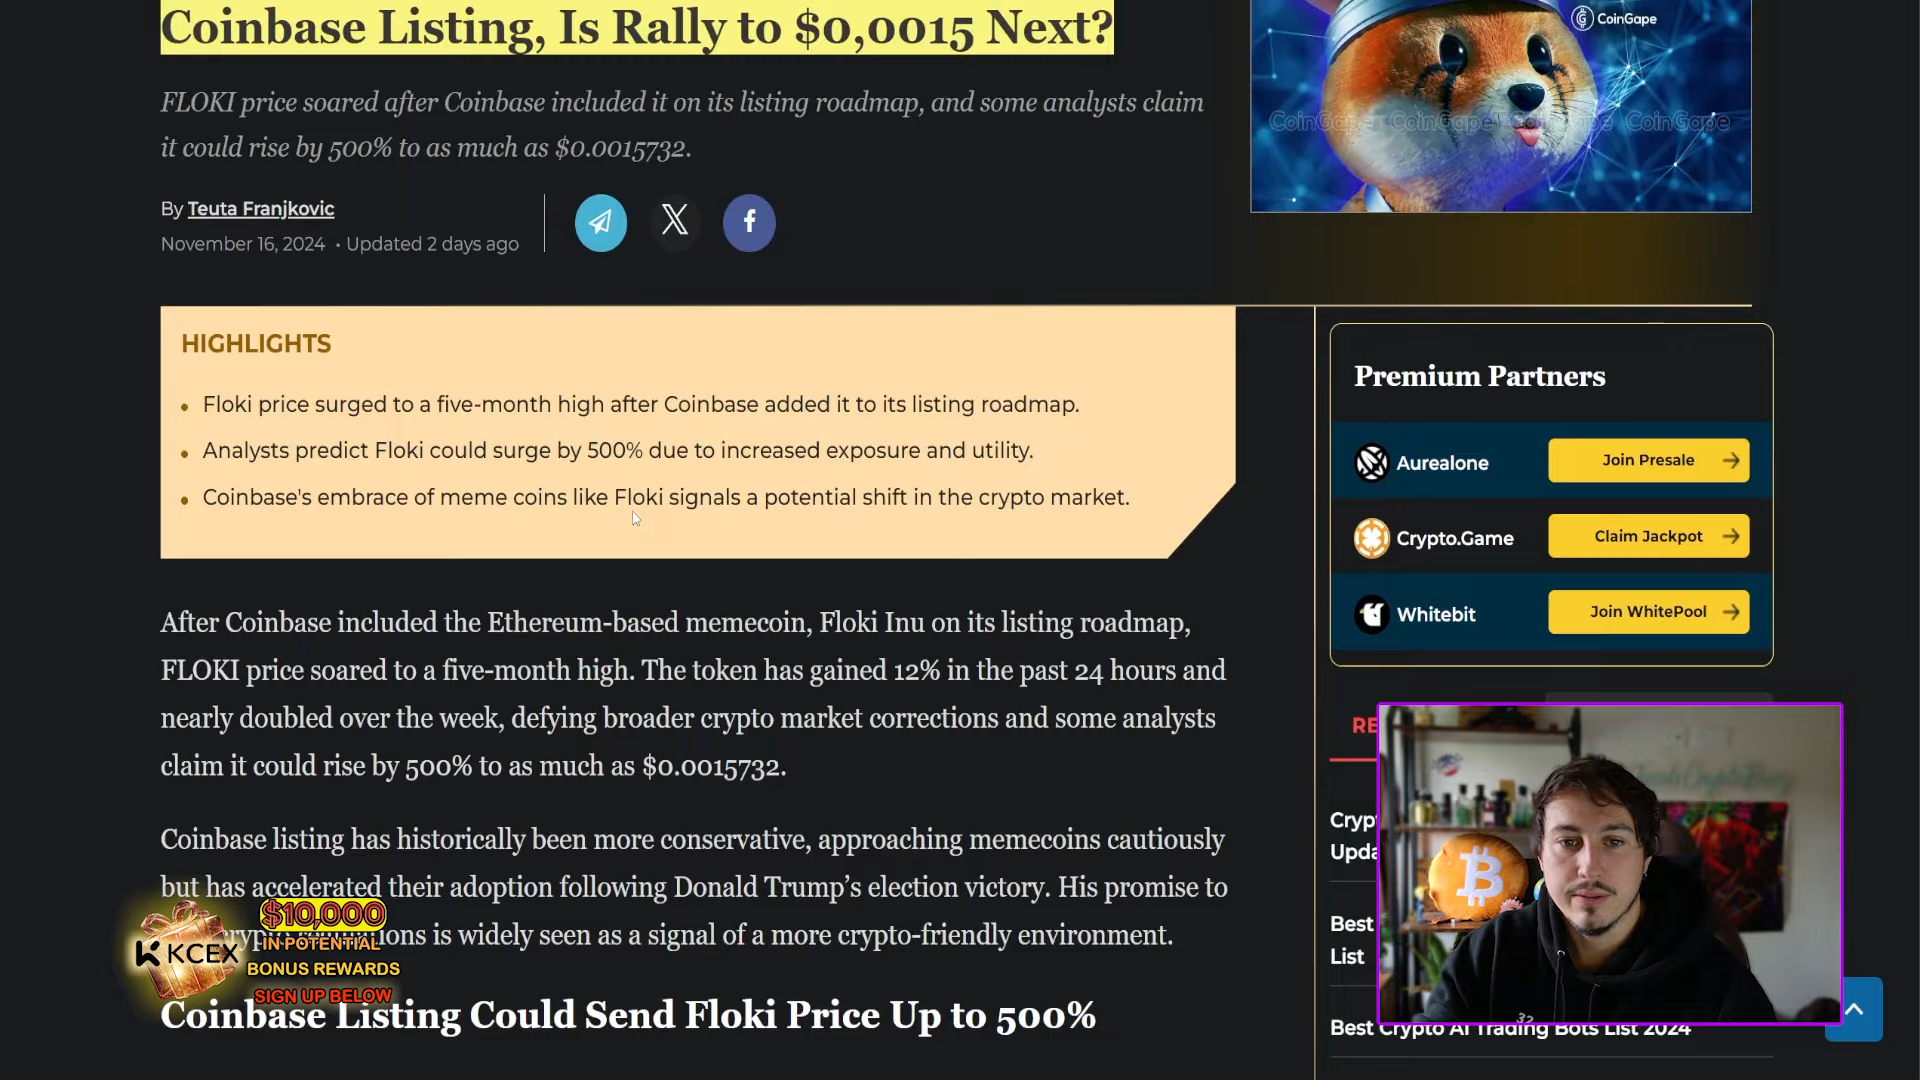 Coinbase Listing, Is Rally to $0,0015 Next?
FLOKI price soared after Coinbase included it on its listing roadmap, and some analysts claim
it could rise by 500% to as much as $0.0015732.
By Teuta Franjkovic
November 16, 2024 • Updated 2 days ago
CoinGape
CoinGape CoinGape CoinGape
HIGHLIGHTS
• Floki price surged to a five-month high after Coinbase added it to its listing roadmap.
• Analysts predict Floki could surge by 500% due to increased exposure and utility.
• Coinbase's embrace of meme coins like Floki signals a potential shift in the crypto market.
After Coinbase included the Ethereum-based memecoin, Floki Inu on its listing roadmap,
FLOKI price soared to a five-month high. The token has gained 12% in the past 24 hours and
nearly doubled over the week, defying broader crypto market corrections and some analysts
claim it could rise by 500% to as much as $0.0015732.
Coinbase listing has historically been more conservative, approaching memecoins cautiously
but has accelerated their adoption following Donald Trump's election victory. His promise to
is widely seen as a signal of a more crypto-friendly environment.
KCEX
$10,000
IN POTENTIAL
BONUS REWARDS
SIGN UP BELOW
Coinbase Listing Could Send Floki Price Up to 500%
Premium Partners
Aurealone
Join Presale
Crypto.Game
Claim Jackpot
Whitebit
Join WhitePool
Best
List
Best Crypto AI Trading Bots List 2024